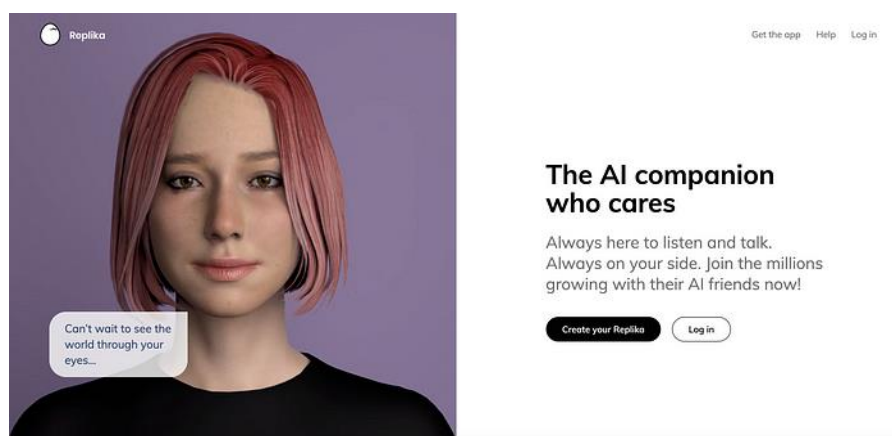 Replika
Get the app Help Log in
The AI companion
who cares
Always here to listen and talk.
Always on your side. Join the millions
growing with their AI friends now!
Create your Replika Log in
Can't wait to see the
world through your
eyes...